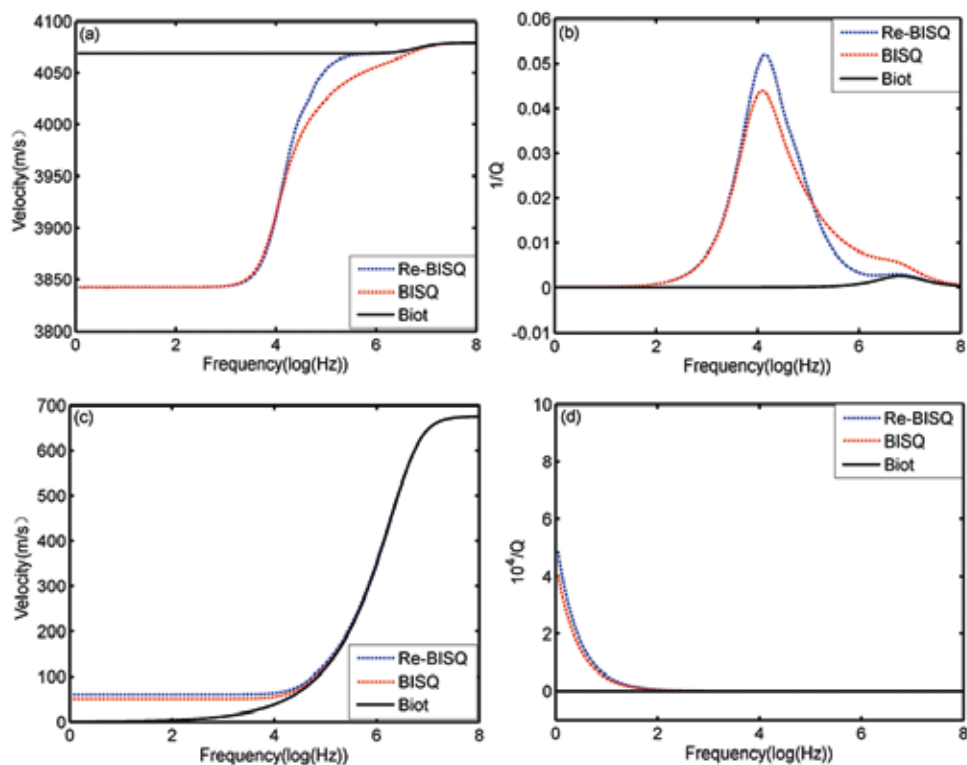 (a)
4100
4050
4000
3950
3900
3850
3800
Velocity(m/s)
Re-BISQ
BISQ
Biot
0 2 4 6 8
Frequency(log(Hz))
(b)
0.06
0.05
0.04
0.03
0.02
0.01
0
-0.01
1/Q
Re-BISQ
BISQ
Biot
0 2 4 6 8
Frequency(log(Hz))
(c)
700
600
500
400
300
200
100
0
Velocity(m/s)
Re-BISQ
BISQ
Biot
0 2 4 6 8
Frequency(log(Hz))
(d)
10
8
6
4
2
0
10⁴/Q
Re-BISQ
BISQ
Biot
0 2 4 6 8
Frequency(log(Hz))